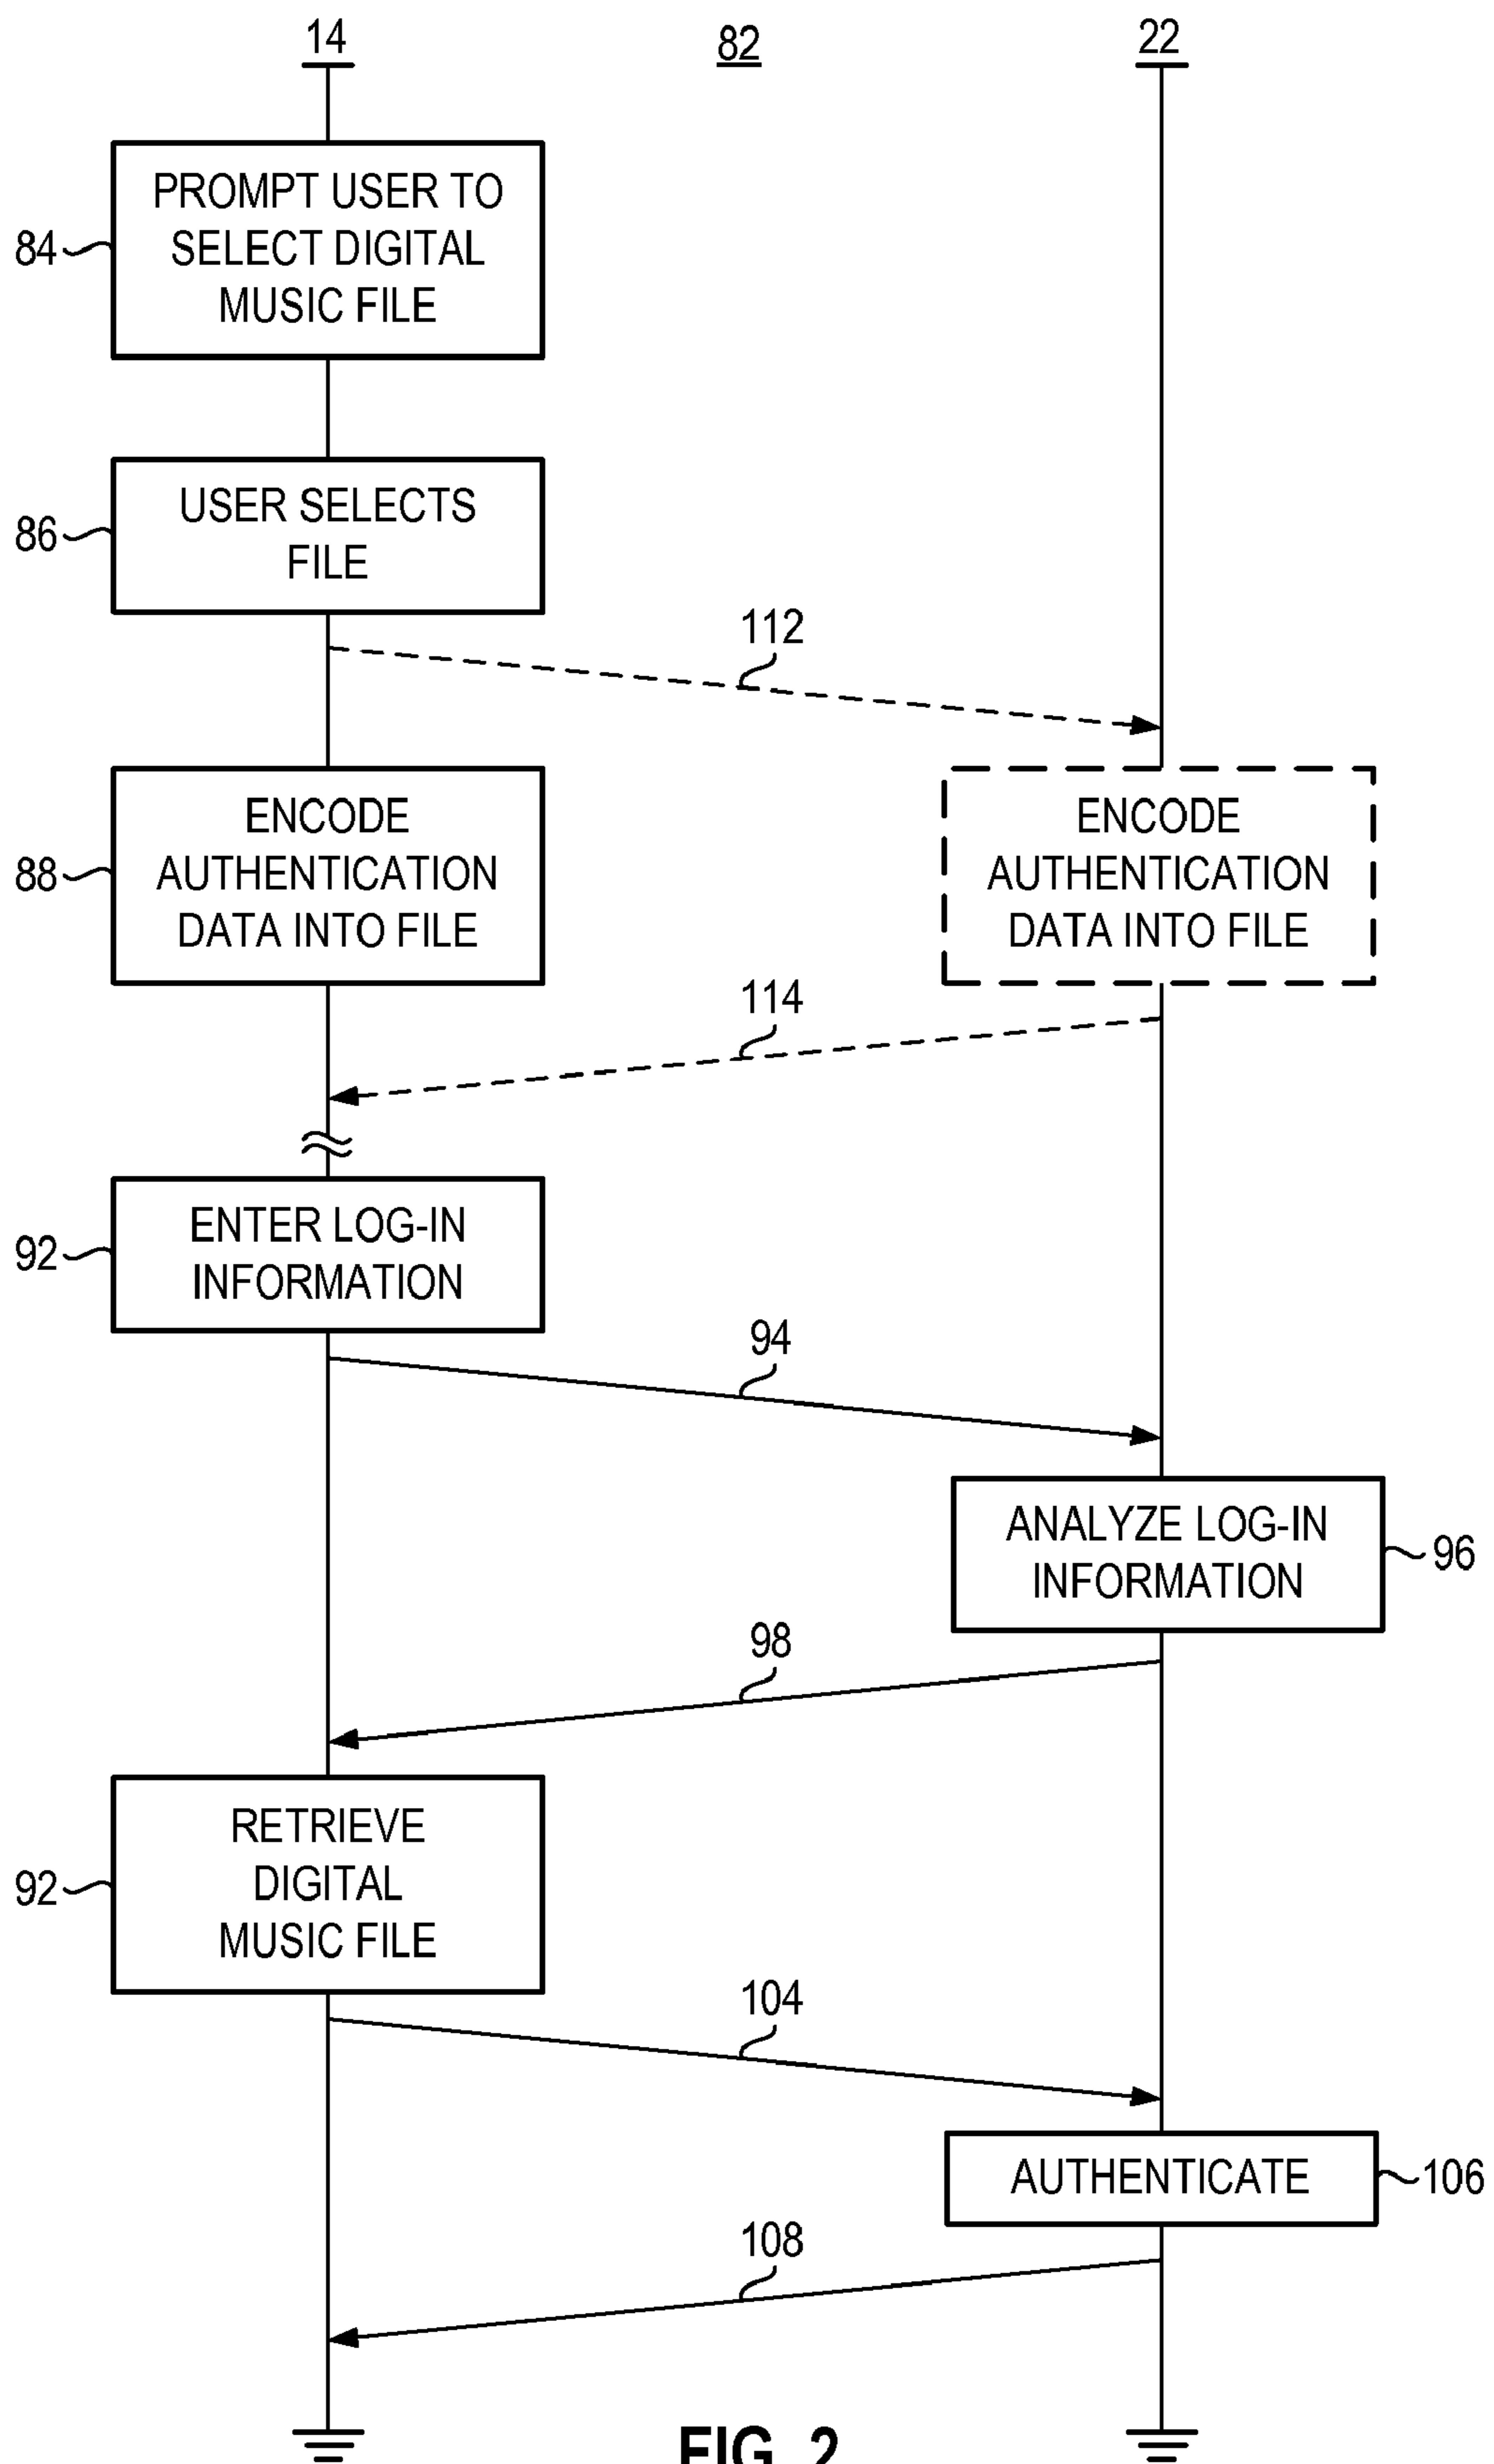 14
82
22
PROMPT USER TO
SELECT DIGITAL
MUSIC FILE
84
USER SELECTS
FILE
86
112
ENCODE
AUTHENTICATION
DATA INTO FILE
88
ENCODE
AUTHENTICATION
DATA INTO FILE
114
ENTER LOG-IN
INFORMATION
92
94
ANALYZE LOG-IN
INFORMATION
96
98
RETRIEVE
DIGITAL
MUSIC FILE
92
104
AUTHENTICATE
106
108
FIG. 2